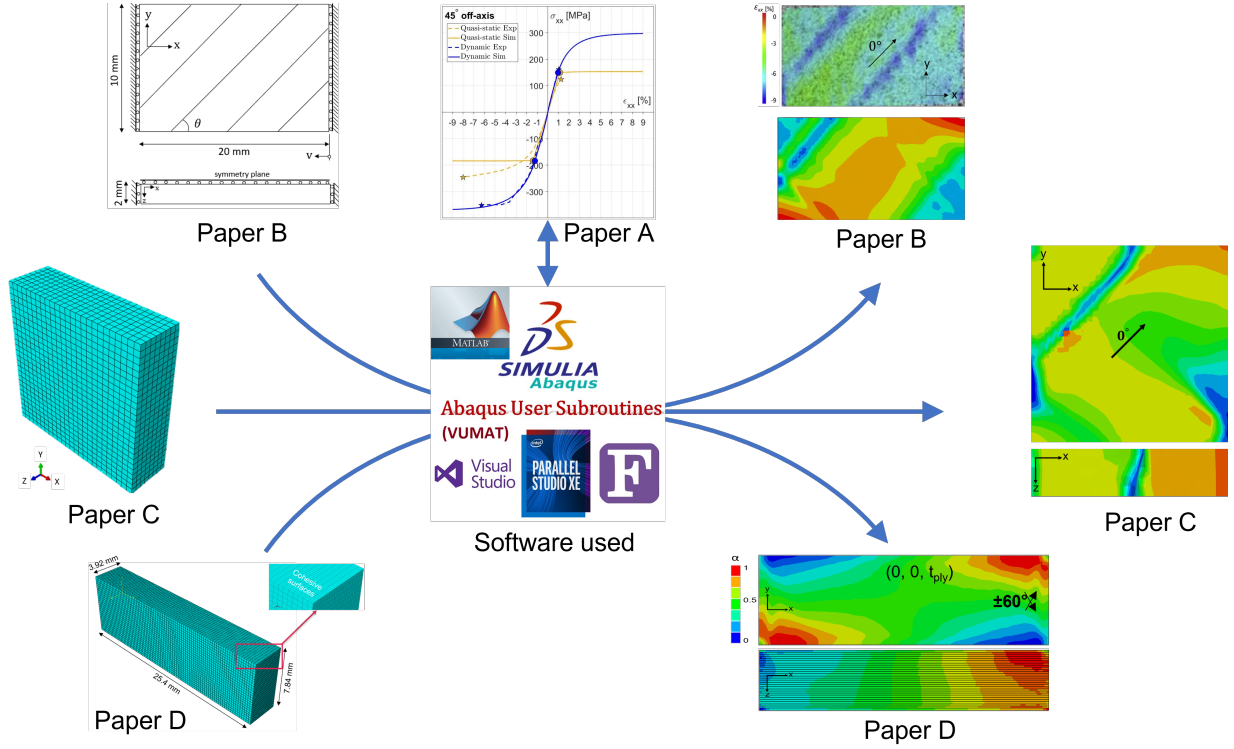 y
x
10 mm
θ
20 mm
v
symmetry plane
2 mm
x
z
Paper B
45° off-axis
σxx [MPa]
Quasi-static Exp
Quasi-static Sim
Dynamic Exp
Dynamic Sim
300
200
100
ϵxx [%]
-9 -8 -7 -6 -5 -4 -3 -2 -1 1 2 3 4 5 6 7 8 9
-100
-200
-300
Paper A
εxx [%]
0
-3
-6
-9
0°
y
x
Paper B
Y
Z
X
Paper C
MATLAB®
SIMULIA
Abaqus
Abaqus User Subroutines
(VUMAT)
Visual
Studio
intel
PARALLEL
STUDIO XE
F
Software used
y
x
0°
x
z
Paper C
3.92 mm
Cohesive
surfaces
25.4 mm
7.84 mm
Paper D
α
1
0.5
0
(0, 0, tply)
±60°
y
x
x
z
Paper D